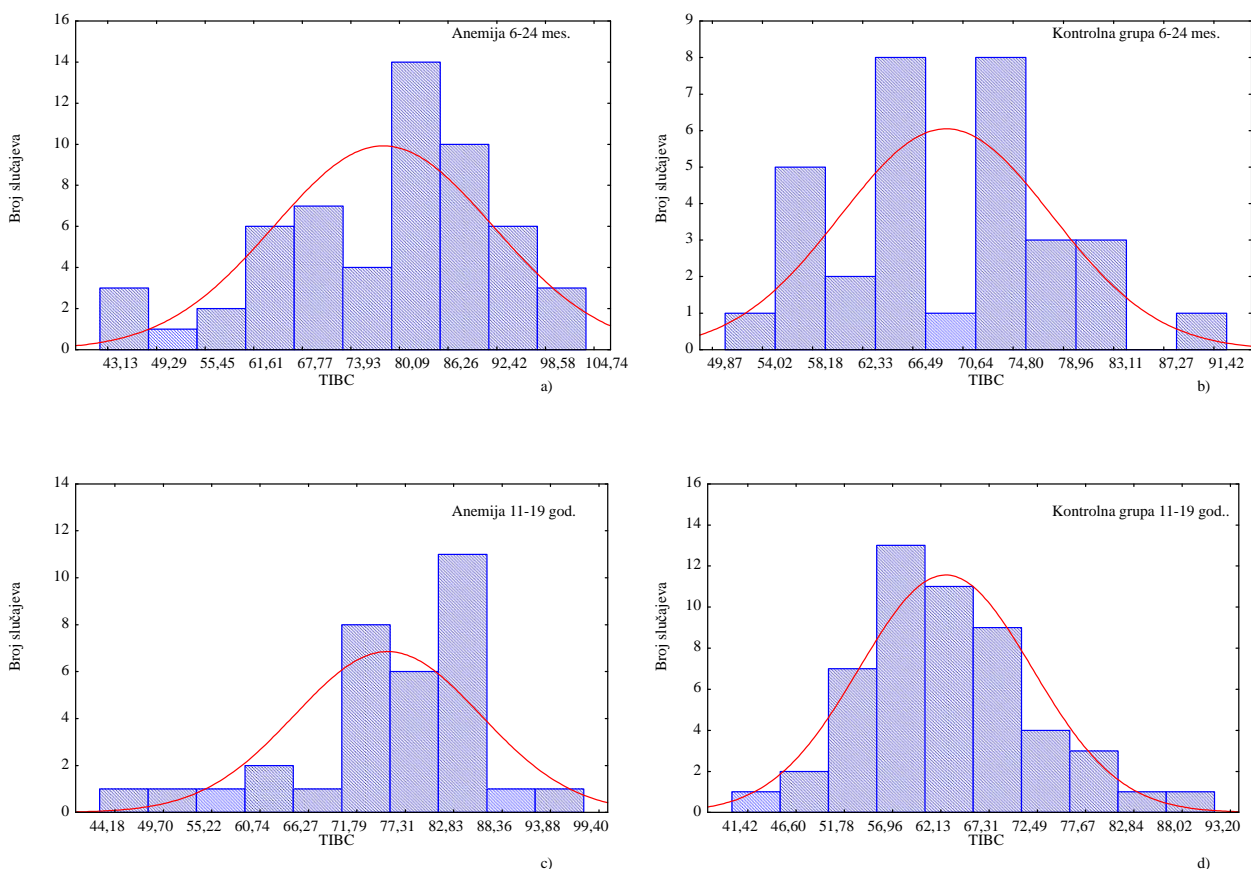 Anemija 6-24 mes.
Broj slučajeva
16
14
12
10
8
6
4
2
0
43,13 49,29 55,45 61,61 67,77 73,93 80,09 86,26 92,42 98,58 104,74
TIBC
a)
Kontrolna grupa 6-24 mes.
Broj slučajeva
9
8
7
6
5
4
3
2
1
0
49,87 54,02 58,18 62,33 66,49 70,64 74,80 78,96 83,11 87,27 91,42
TIBC
b)
Anemija 11-19 god.
Broj slučajeva
14
12
10
8
6
4
2
0
44,18 49,70 55,22 60,74 66,27 71,79 77,31 82,83 88,36 93,88 99,40
TIBC
c)
Kontrolna grupa 11-19 god..
Broj slučajeva
16
14
12
10
8
6
4
2
0
41,42 46,60 51,78 56,96 62,13 67,31 72,49 77,67 82,84 88,02 93,20
TIBC
d)